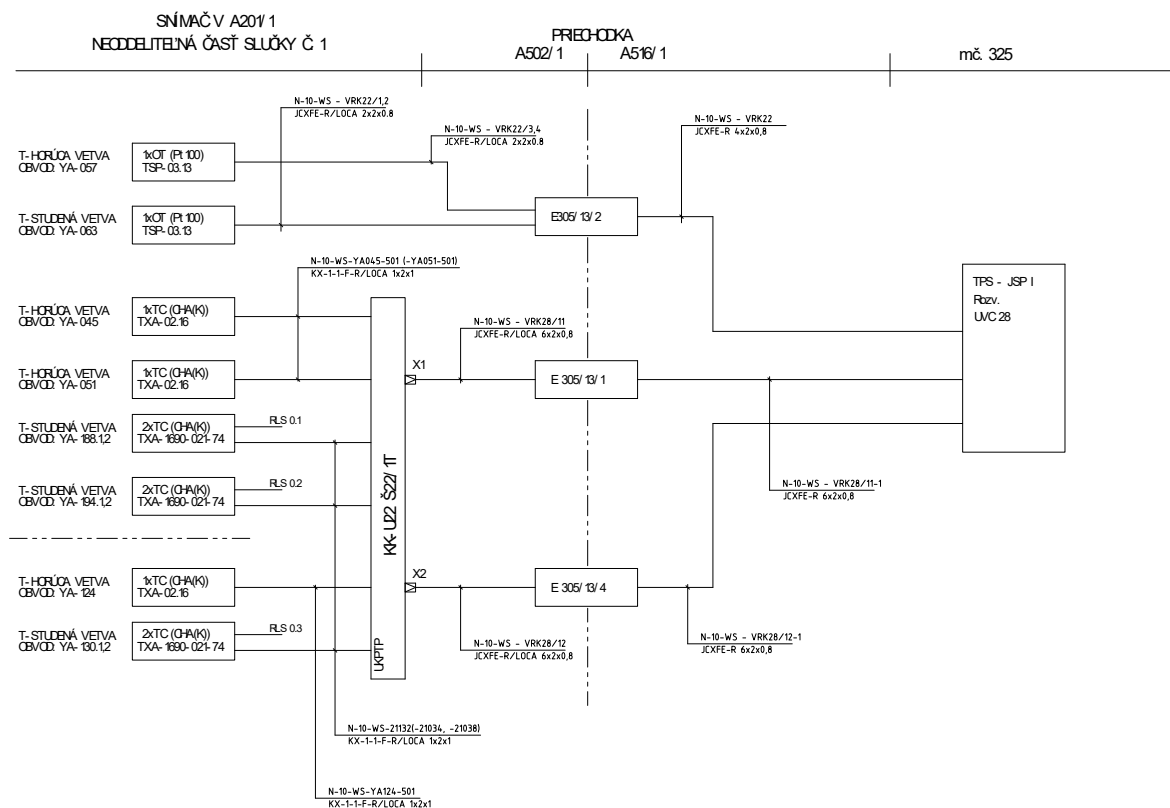 SNÍMAČ V A201/1
NEODDELITEĽNÁ ČASŤ SLUČKY Č. 1
PRIECHODKA
A502/1
A516/1
mč. 325
N-10-WS - VRK22/1,2
JCXFE-R/LOCA 2x2x0.8
N-10-WS - VRK22/3,4
JCXFE-R/LOCA 2x2x0.8
N-10-WS - VRK22
JCXFE-R 4x2x0,8
T-HORÚCA VETVA
OBVOD: YA-057
1xOT (Pt 100)
TSP-03.13
T-STUDENÁ VETVA
OBVOD: YA-063
1xOT (Pt 100)
TSP-03.13
E305/13/2
N-10-WS-YA045-501 (-YA051-501)
KX-1-1-F-R/LOCA 1x2x1
TPS - JSP I
Rozv.
UVC 28
T-HORÚCA VETVA
OBVOD: YA-045
1xTC (CHA(K))
TXA-02.16
N-10-WS - VRK28/11
JCXFE-R/LOCA 6x2x0,8
T-HORÚCA VETVA
OBVOD: YA-051
1xTC (CHA(K))
TXA-02.16
X1
E 305/13/1
T-STUDENÁ VETVA
OBVOD: YA-188.1,2
2xTC (CHA(K))
TXA-1690-021-74
RLS 0.1
T-STUDENÁ VETVA
OBVOD: YA-194.1,2
2xTC (CHA(K))
TXA-1690-021-74
RLS 0.2
KK-U22 Š22/1T
UKPTP
N-10-WS - VRK28/11-1
JCXFE-R 6x2x0,8
T-HORÚCA VETVA
OBVOD: YA-124
1xTC (CHA(K))
TXA-02.16
X2
E 305/13/4
T-STUDENÁ VETVA
OBVOD: YA-130.1,2
2xTC (CHA(K))
TXA-1690-021-74
RLS 0.3
N-10-WS - VRK28/12
JCXFE-R/LOCA 6x2x0,8
N-10-WS - VRK28/12-1
JCXFE-R 6x2x0,8
N-10-WS-21132(-21034, -21038)
KX-1-1-F-R/LOCA 1x2x1
N-10-WS-YA124-501
KX-1-1-F-R/LOCA 1x2x1